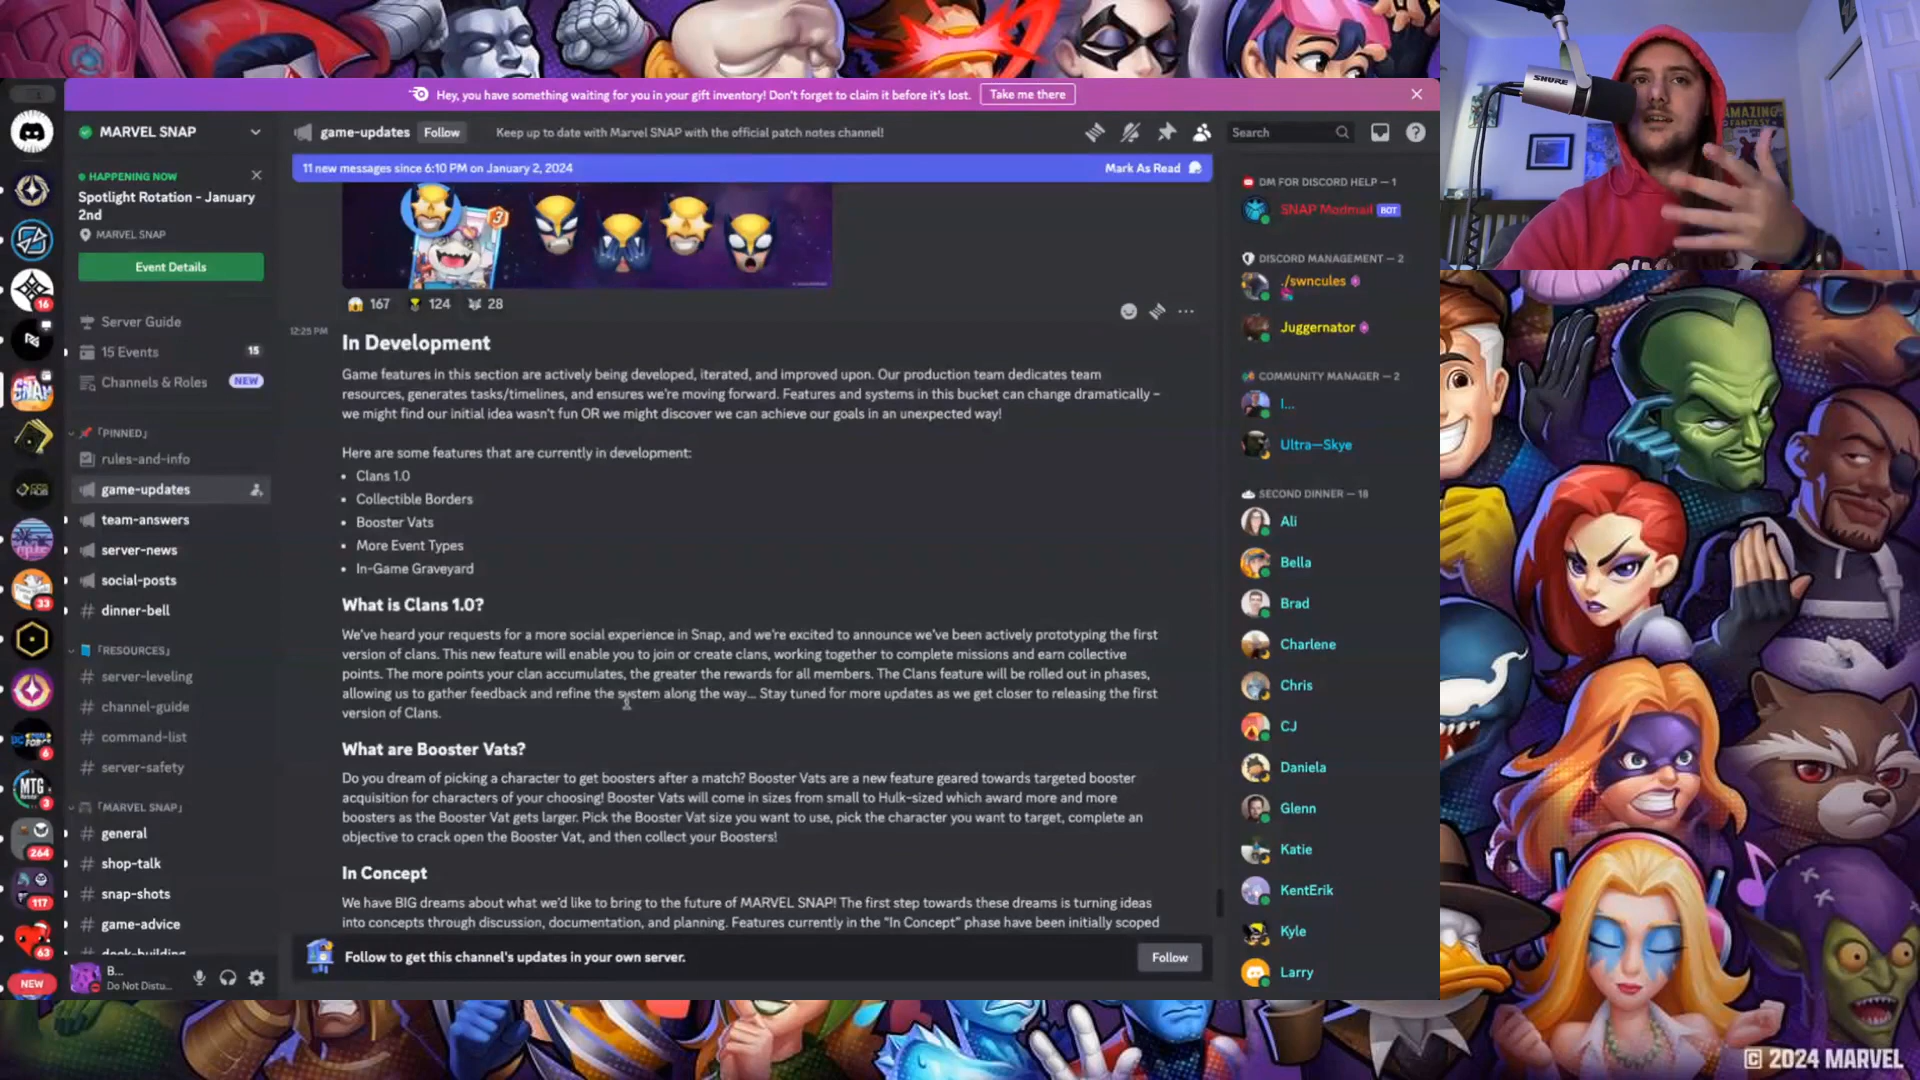 Hey, you have something waiting for you in your gift inventory! Don't forget to claim it before it's lost.
Take me there
MARVEL SNAP
HAPPENING NOW
Spotlight Rotation - January
2nd
MARVEL SNAP
Event Details
Server Guide
15 Events
15
Channels & Roles
NEW
「PINNED」
rules-and-info
game-updates
team-answers
server-news
social-posts
dinner-bell
「RESOURCES」
server-leveling
channel-guide
command-list
server-safety
「MARVEL SNAP」
general
shop-talk
snap-shots
game-advice
deck-building
B...
Do Not Distu...
16
SNAP
33
6
MTG
3
264
117
63
NEW
game-updates
Follow
Keep up to date with Marvel SNAP with the official patch notes channel!
Search
11 new messages since 6:10 PM on January 2, 2024
Mark As Read
3
167
124
28
12:25 PM
In Development
Game features in this section are actively being developed, iterated, and improved upon. Our production team dedicates team
resources, generates tasks/timelines, and ensures we're moving forward. Features and systems in this bucket can change dramatically –
we might find our initial idea wasn't fun OR we might discover we can achieve our goals in an unexpected way!
Here are some features that are currently in development:
• Clans 1.0
• Collectible Borders
• Booster Vats
• More Event Types
• In-Game Graveyard
What is Clans 1.0?
We've heard your requests for a more social experience in Snap, and we're excited to announce we've been actively prototyping the first
version of clans. This new feature will enable you to join or create clans, working together to complete missions and earn collective
points. The more points your clan accumulates, the greater the rewards for all members. The Clans feature will be rolled out in phases,
allowing us to gather feedback and refine the system along the way... Stay tuned for more updates as we get closer to releasing the first
version of Clans.
What are Booster Vats?
Do you dream of picking a character to get boosters after a match? Booster Vats are a new feature geared towards targeted booster
acquisition for characters of your choosing! Booster Vats will come in sizes from small to Hulk-sized which award more and more
boosters as the Booster Vat gets larger. Pick the Booster Vat size you want to use, pick the character you want to target, complete an
objective to crack open the Booster Vat, and then collect your Boosters!
In Concept
We have BIG dreams about what we'd like to bring to the future of MARVEL SNAP! The first step towards these dreams is turning ideas
into concepts through discussion, documentation, and planning. Features currently in the "In Concept" phase have been initially scoped
Follow to get this channel's updates in your own server.
Follow
DM FOR DISCORD HELP — 1
SNAP Modmail BOT
DISCORD MANAGEMENT — 2
./swncules
Juggernator
COMMUNITY MANAGER — 2
I...
Ultra—Skye
SECOND DINNER — 18
Ali
Bella
Brad
Charlene
Chris
CJ
Daniela
Glenn
Katie
KentErik
Kyle
Larry
SHURE
AMAZING
FANTASY
© 2024 MARVEL